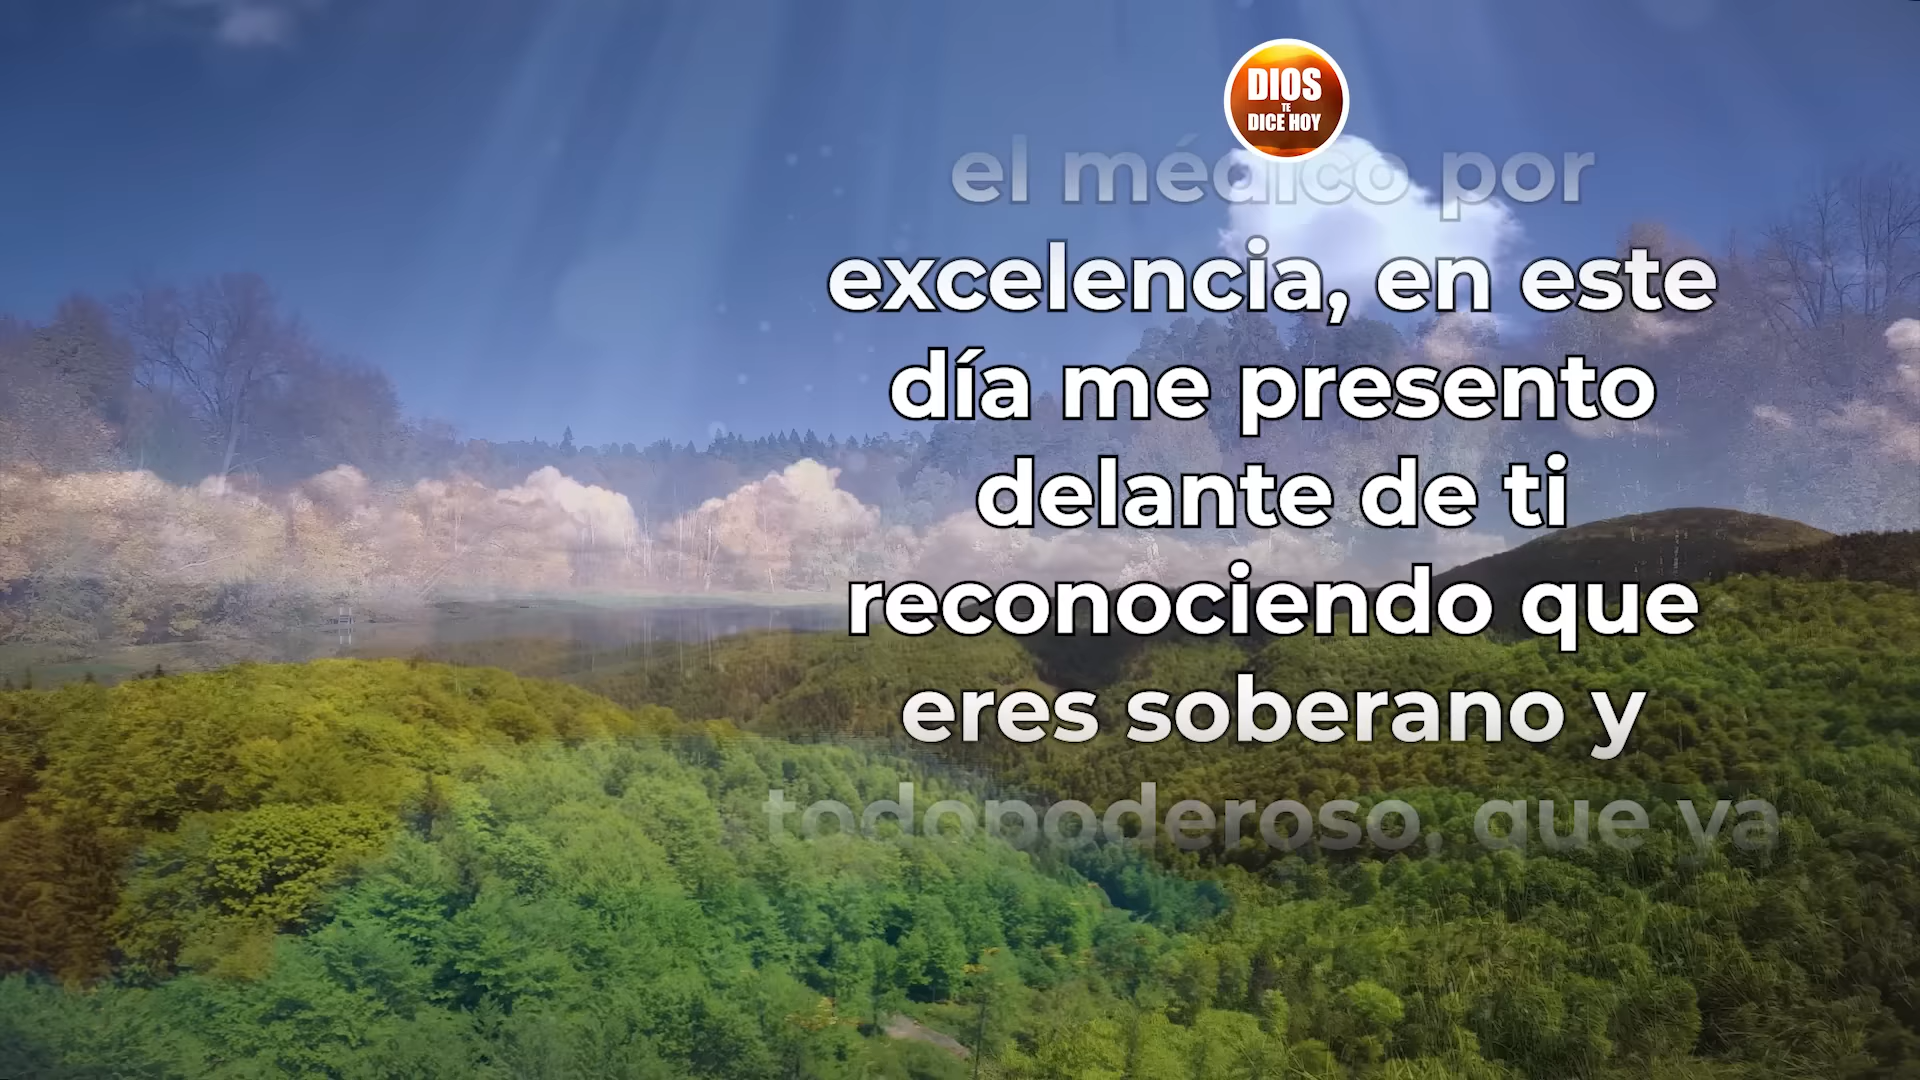 DIOS
TE
DICE HOY
el médico por
excelencia, en este
día me presento
delante de ti
reconociendo que
eres soberano y
todopoderoso, que ya